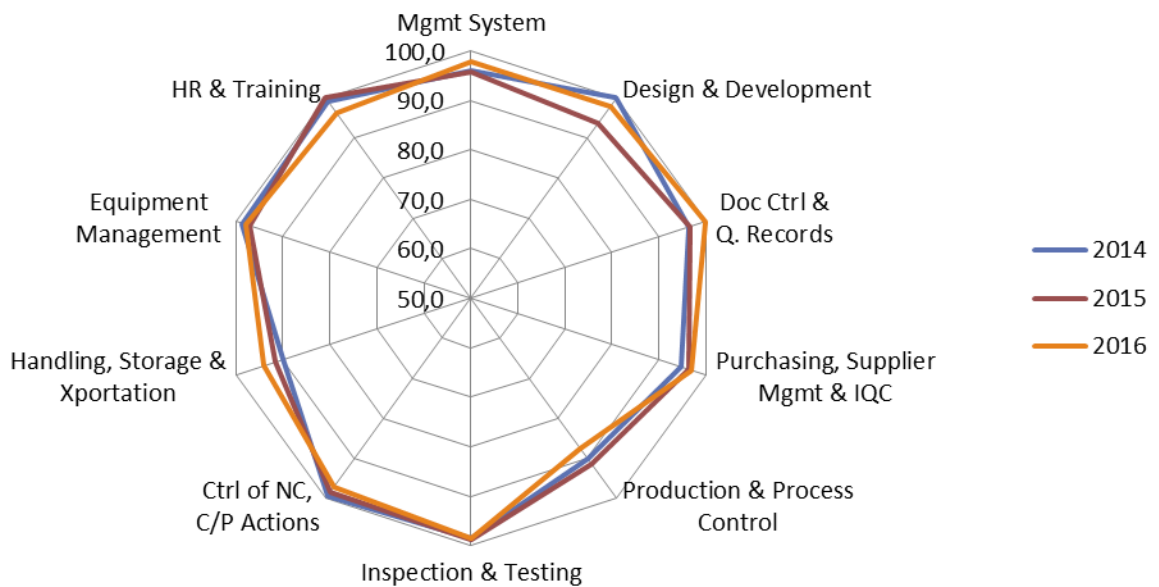 Mgmt System
100,0
HR & Training
Design & Development
90,0
80,0
Equipment
Management
70,0
Doc Ctrl &
Q. Records
60,0
2014
50,0
2015
2016
Handling, Storage &
Xportation
Purchasing, Supplier
Mgmt & IQC
Ctrl of NC,
C/P Actions
Production & Process
Control
Inspection & Testing